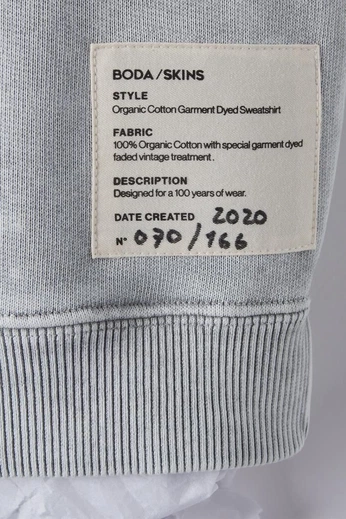 BODA/SKINS
STYLE
Organic Cotton Garment Dyed Sweatshirt
FABRIC
100% Organic Cotton with special garment dyed
faded vintage treatment.
DESCRIPTION
Designed for a 100 years of wear.
DATE CREATED 2020
N° 070/166